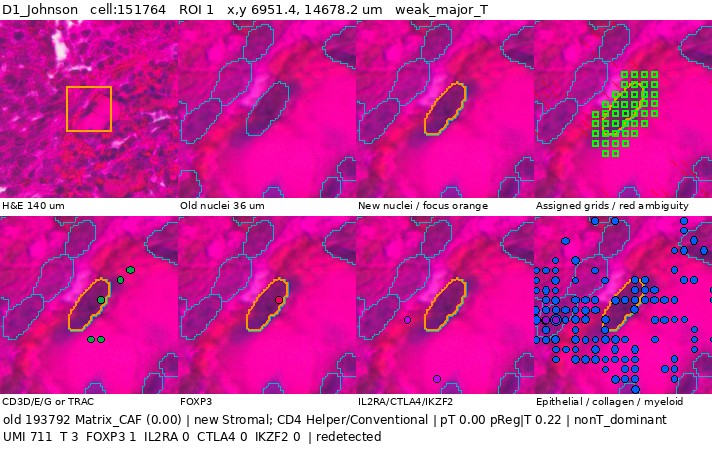 D1_Johnson cell:151764 ROI 1 x,y 6951.4, 14678.2 um weak_major_T
H&E 140 um
Old nuclei 36 um
New nuclei / focus orange
Assigned grids / red ambiguity
CD3D/E/G or TRAC
FOXP3
IL2RA/CTLA4/IKZF2
Epithelial / collagen / myeloid
old 193792 Matrix_CAF (0.00) | new Stromal; CD4 Helper/Conventional | pT 0.00 pReg|T 0.22 | nonT_dominant
UMI 711 T 3 FOXP3 1 IL2RA 0 CTLA4 0 IKZF2 0 | redetected